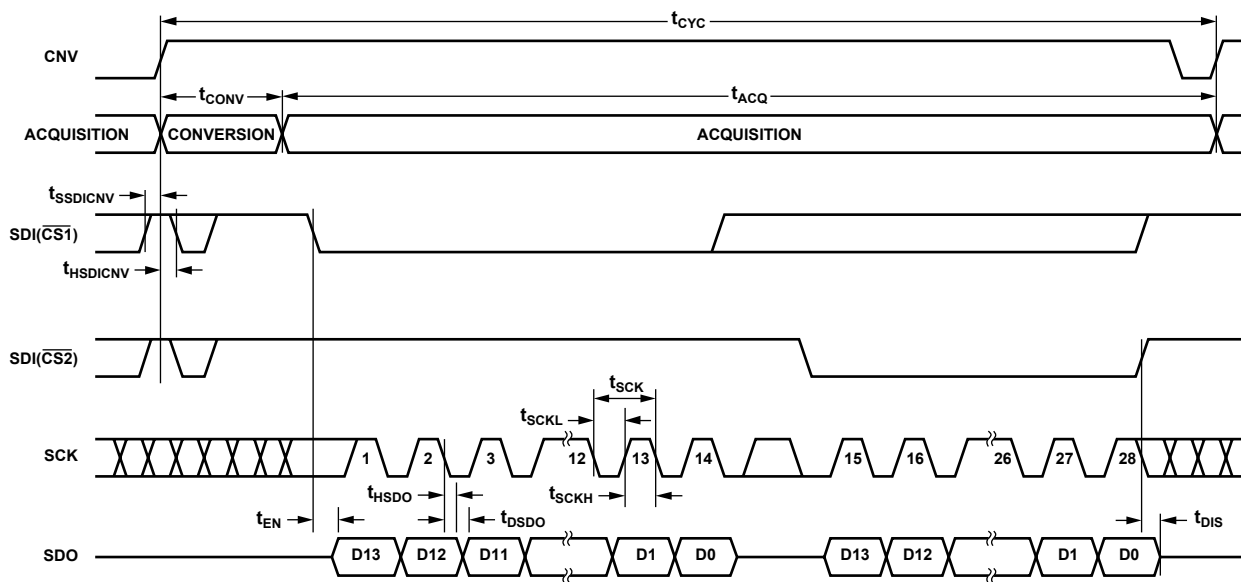 tCYC
CNV
tCONV
tACQ
ACQUISITION CONVERSION ACQUISITION
tSSDICNV
SDI(CS1)
tHSDICNV
SDI(CS2)
tSCK
tSCKL
SCK 1 2 3 12 13 14 15 16 26 27 28
tHSDO tSCKH
tEN tDSDO tDIS
SDO D13 D12 D11 D1 D0 D13 D12 D1 D0